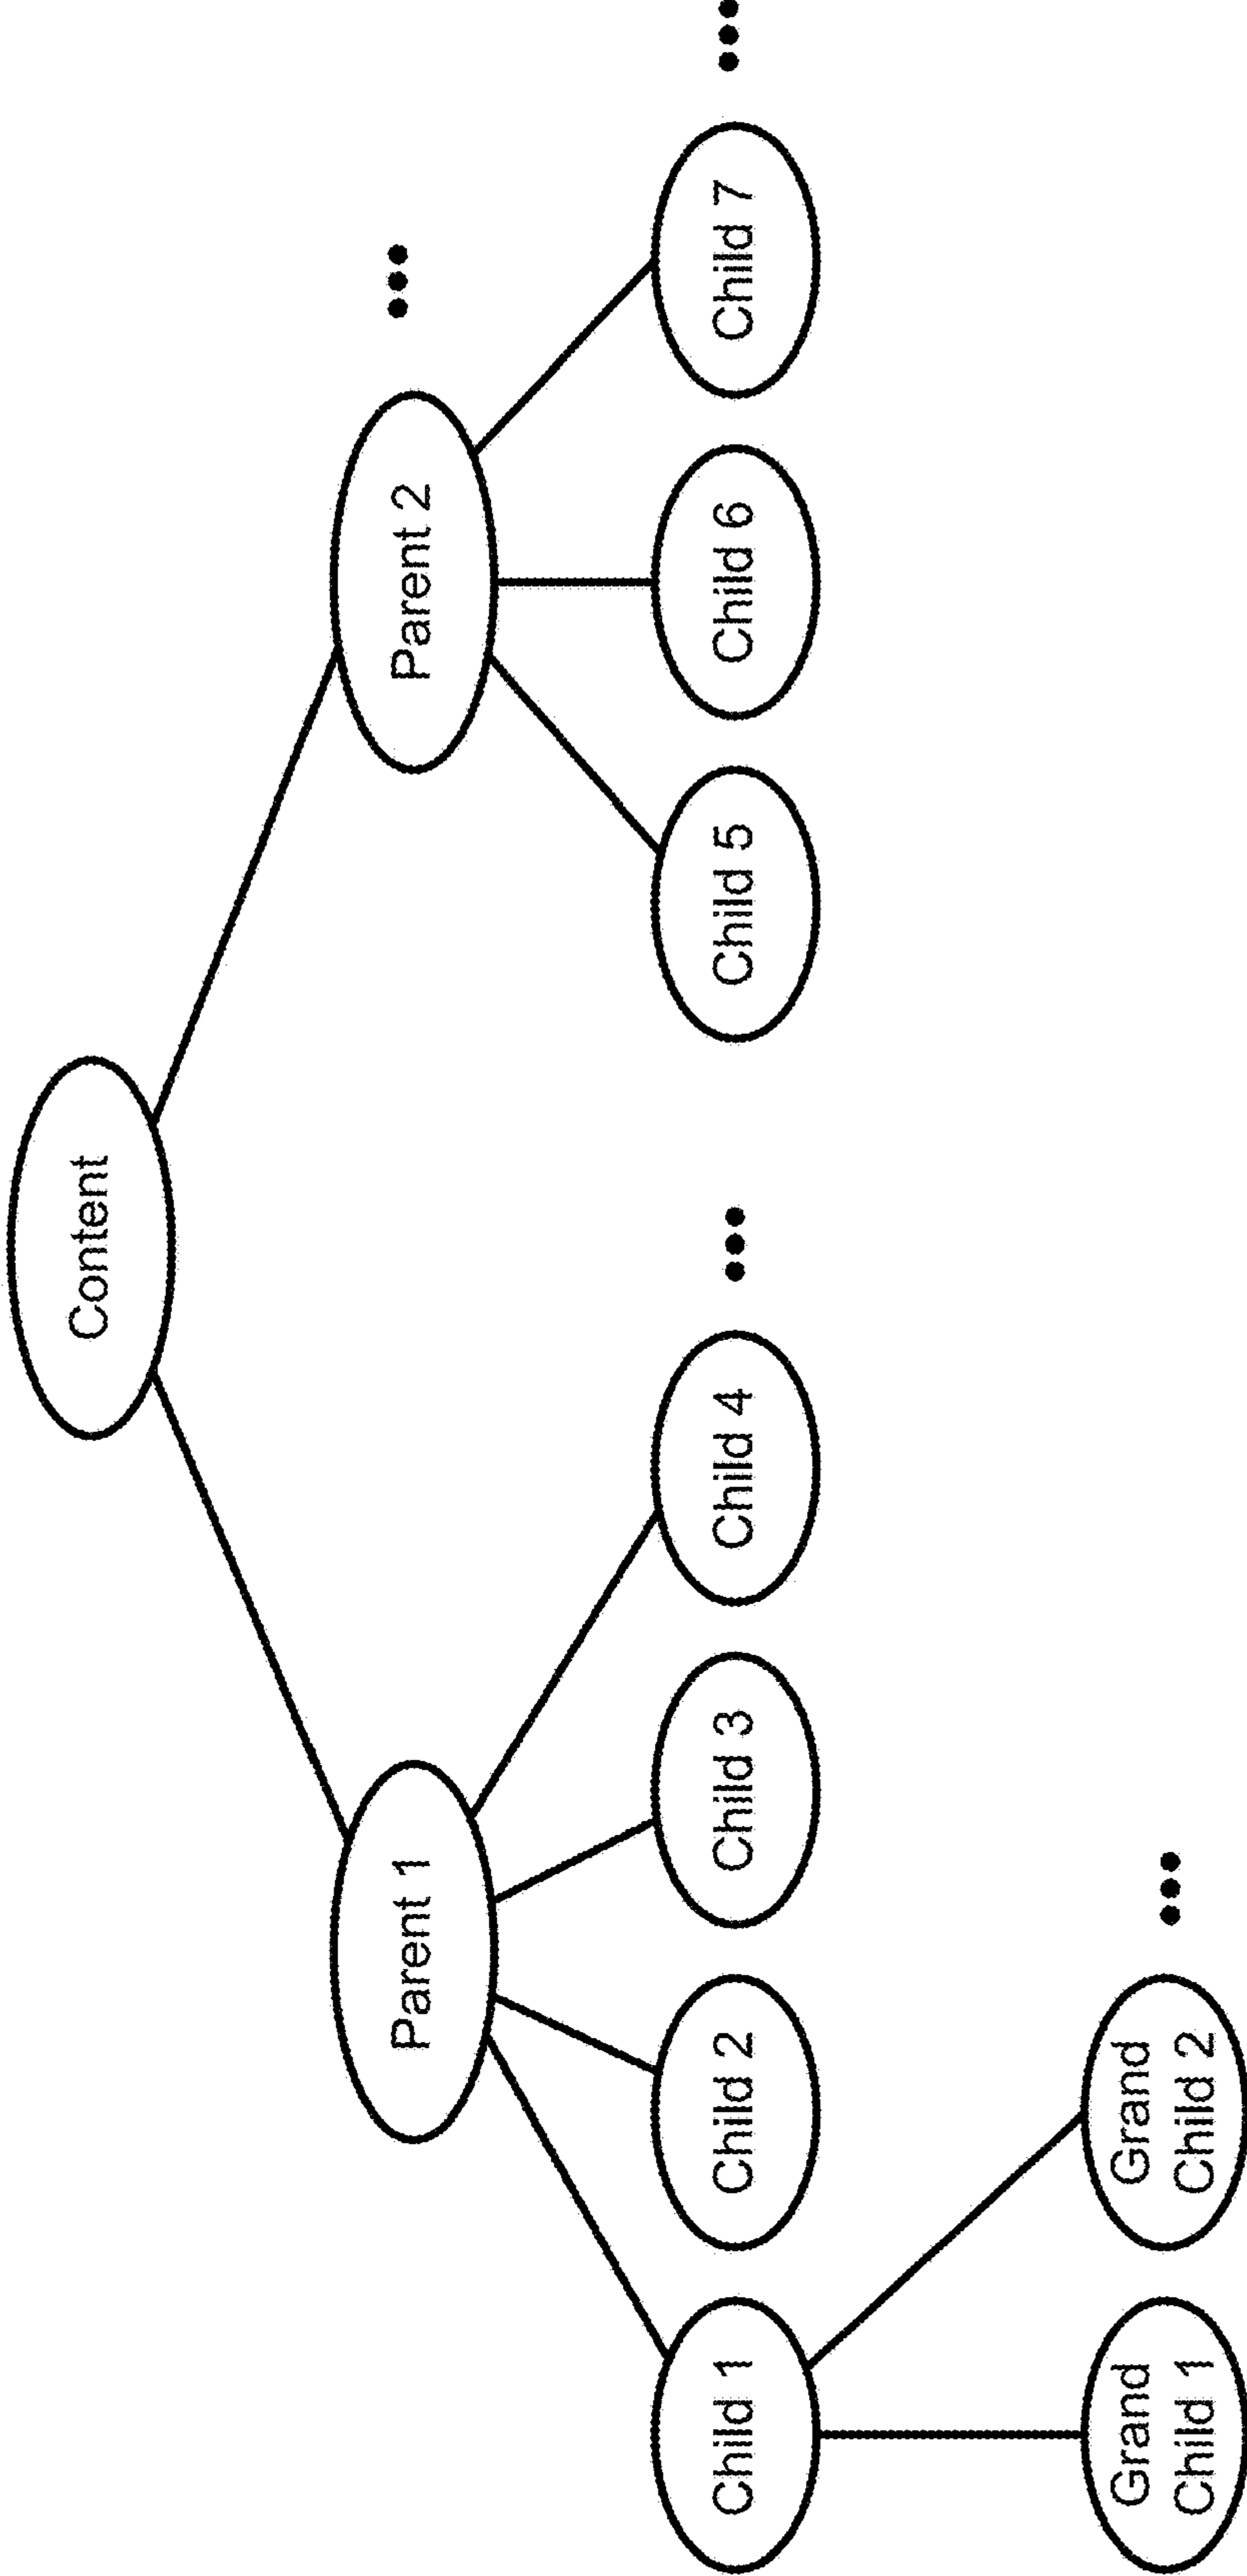 Content
Parent 1
Parent 2
...
Child 1
Child 2
Child 3
Child 4
...
Child 5
Child 6
Child 7
...
Grand
Child 1
Grand
Child 2
...